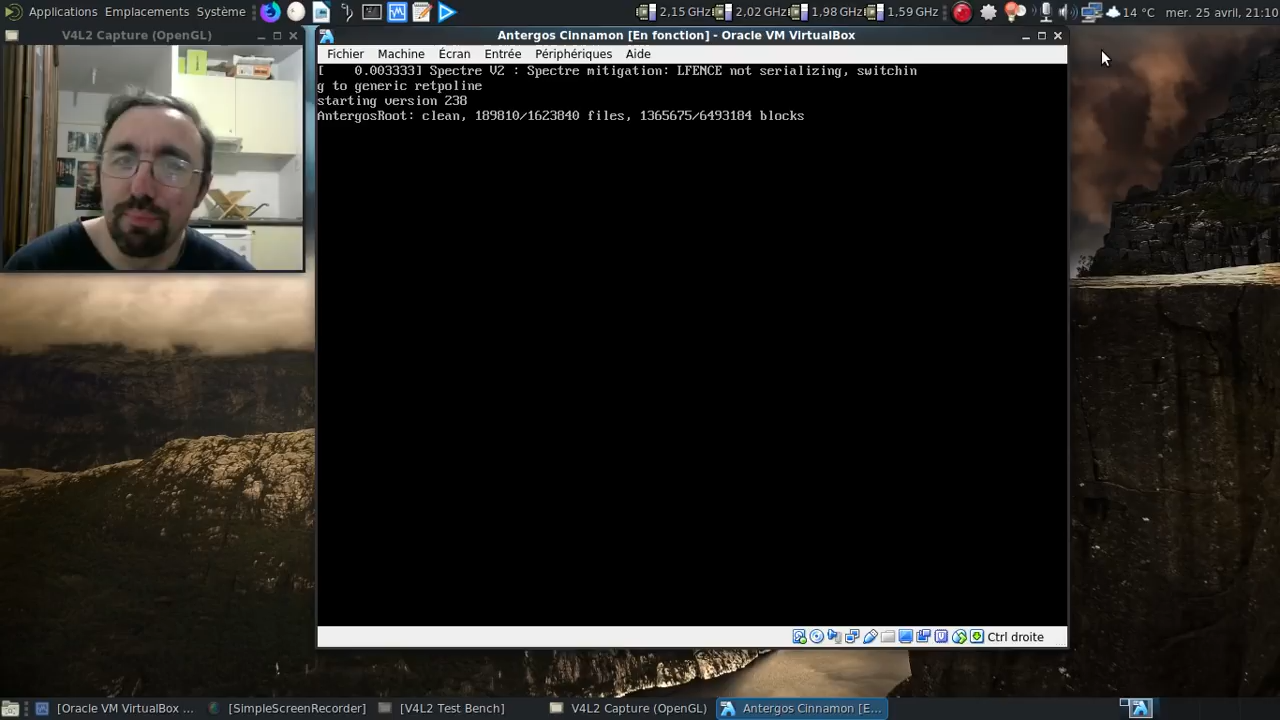 Applications Emplacements Système
2,15 GHz 2,02 GHz 1,98 GHz 1,59 GHz 14 °C mer. 25 avril, 21:10
V4L2 Capture (OpenGL)
Antergos Cinnamon [En fonction] - Oracle VM VirtualBox
Fichier Machine Écran Entrée Périphériques Aide
[    0.003333] Spectre V2 : Spectre mitigation: LFENCE not serializing, switchin
g to generic retpoline
starting version 238
AntergosRoot: clean, 189810/1623840 files, 1365675/6493184 blocks
Ctrl droite
[Oracle VM VirtualBox ... [SimpleScreenRecorder] [V4L2 Test Bench] V4L2 Capture (OpenGL) Antergos Cinnamon [E...